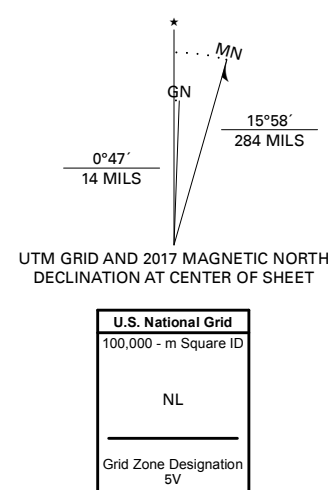 ★
MN
GN
15°58´
284 MILS
0°47´
14 MILS
UTM GRID AND 2017 MAGNETIC NORTH
DECLINATION AT CENTER OF SHEET
U.S. National Grid
100,000 - m Square ID
NL
Grid Zone Designation
5V